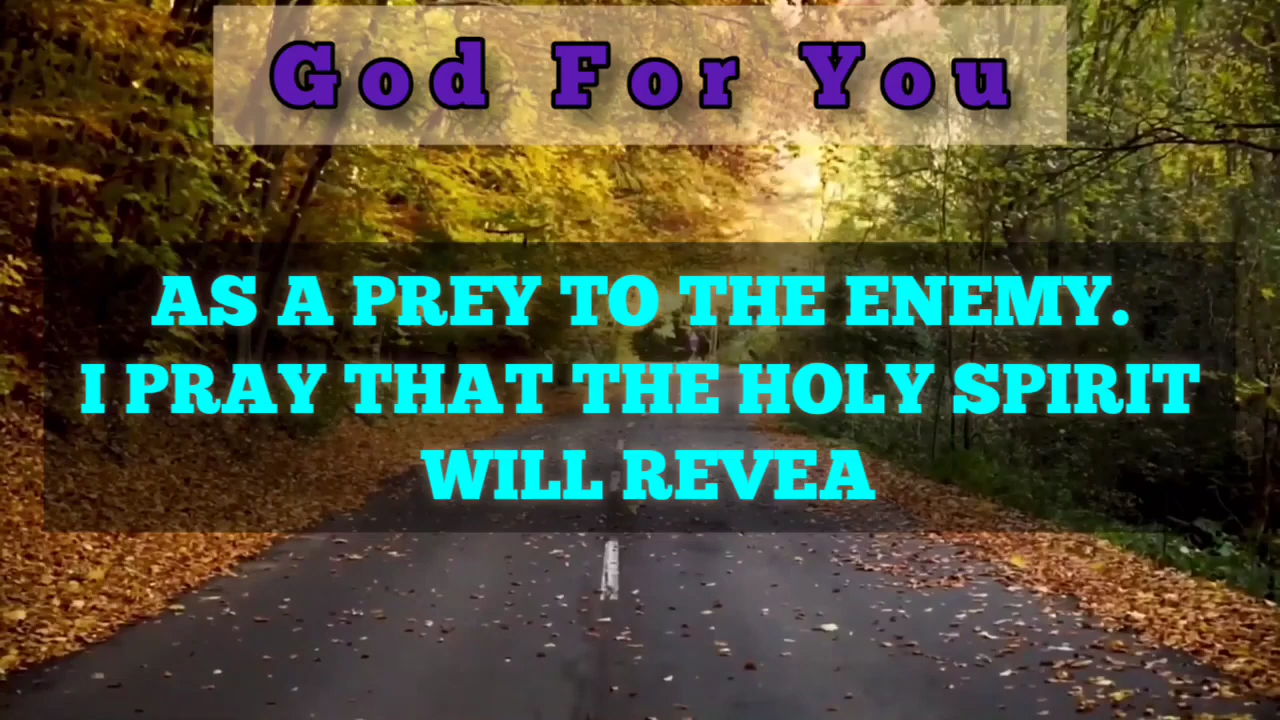 God For You
AS A PREY TO THE ENEMY.
I PRAY THAT THE HOLY SPIRIT
WILL REVEA